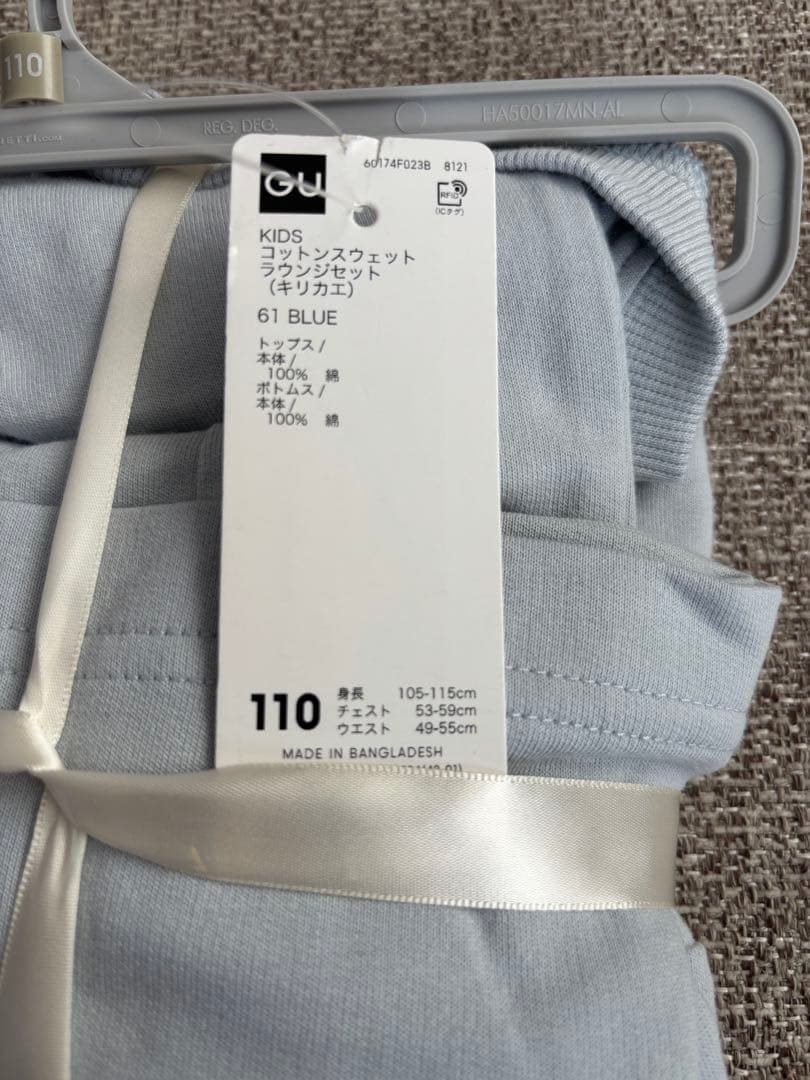 110
REG. DEG.
HA50017MN-AL
GU
60174F023B 8121
RFID
(ICタグ)
KIDS
コットンスウェット
ラウンジセット
(キリカエ)
61 BLUE
トップス/
本体/
100% 綿
ボトムス/
本体/
100% 綿
110
身長 105-115cm
チェスト 53-59cm
ウエスト 49-55cm
MADE IN BANGLADESH